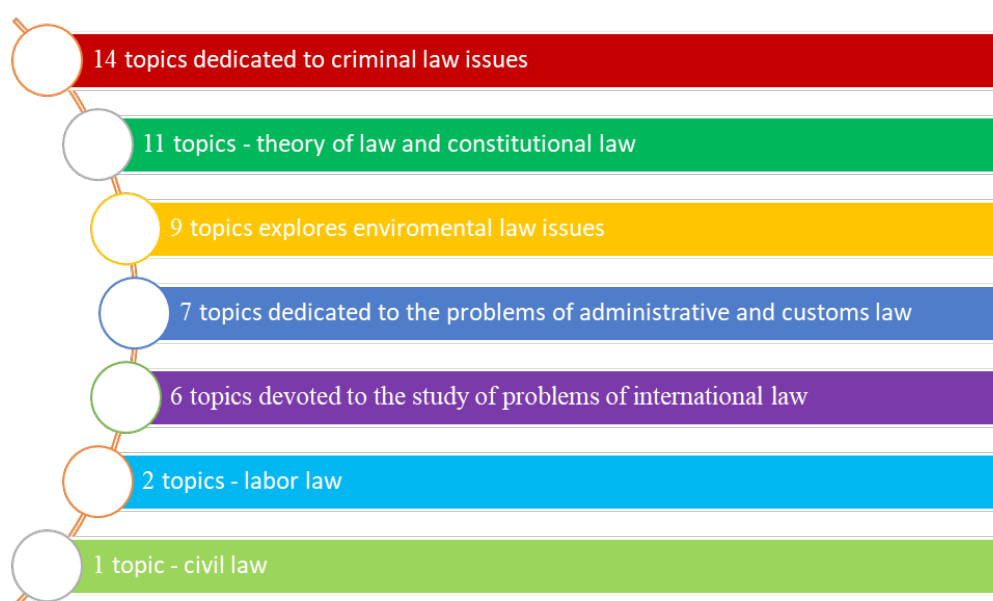 14 topics dedicated to criminal law issues
11 topics - theory of law and constitutional law
9 topics explores enviromental law issues
7 topics dedicated to the problems of administrative and customs law
6 topics devoted to the study of problems of international law
2 topics - labor law
1 topic - civil law